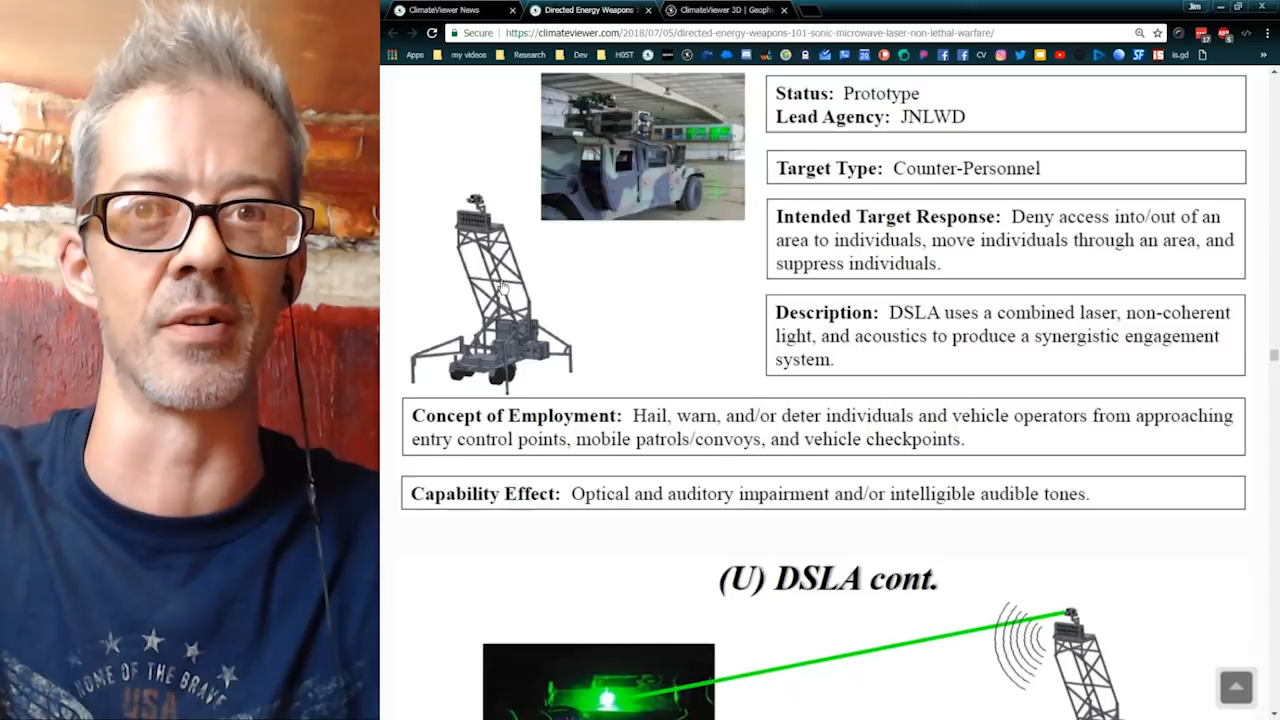 ClimateViewer News
Directed Energy Weapons
ClimateViewer 3D | Geoph
Jim
Secure
https://climateviewer.com/2018/07/05/directed-energy-weapons-101-sonic-microwave-laser-non-lethal-warfare/
Apps
my videos
Research
Dev
H0ST
CV
is.gd
Status: Prototype
Lead Agency: JNLWD
Target Type: Counter-Personnel
Intended Target Response: Deny access into/out of an
area to individuals, move individuals through an area, and
suppress individuals.
Description: DSLA uses a combined laser, non-coherent
light, and acoustics to produce a synergistic engagement
system.
Concept of Employment: Hail, warn, and/or deter individuals and vehicle operators from approaching
entry control points, mobile patrols/convoys, and vehicle checkpoints.
Capability Effect: Optical and auditory impairment and/or intelligible audible tones.
(U) DSLA cont.
HOME OF THE BRAVE
USA